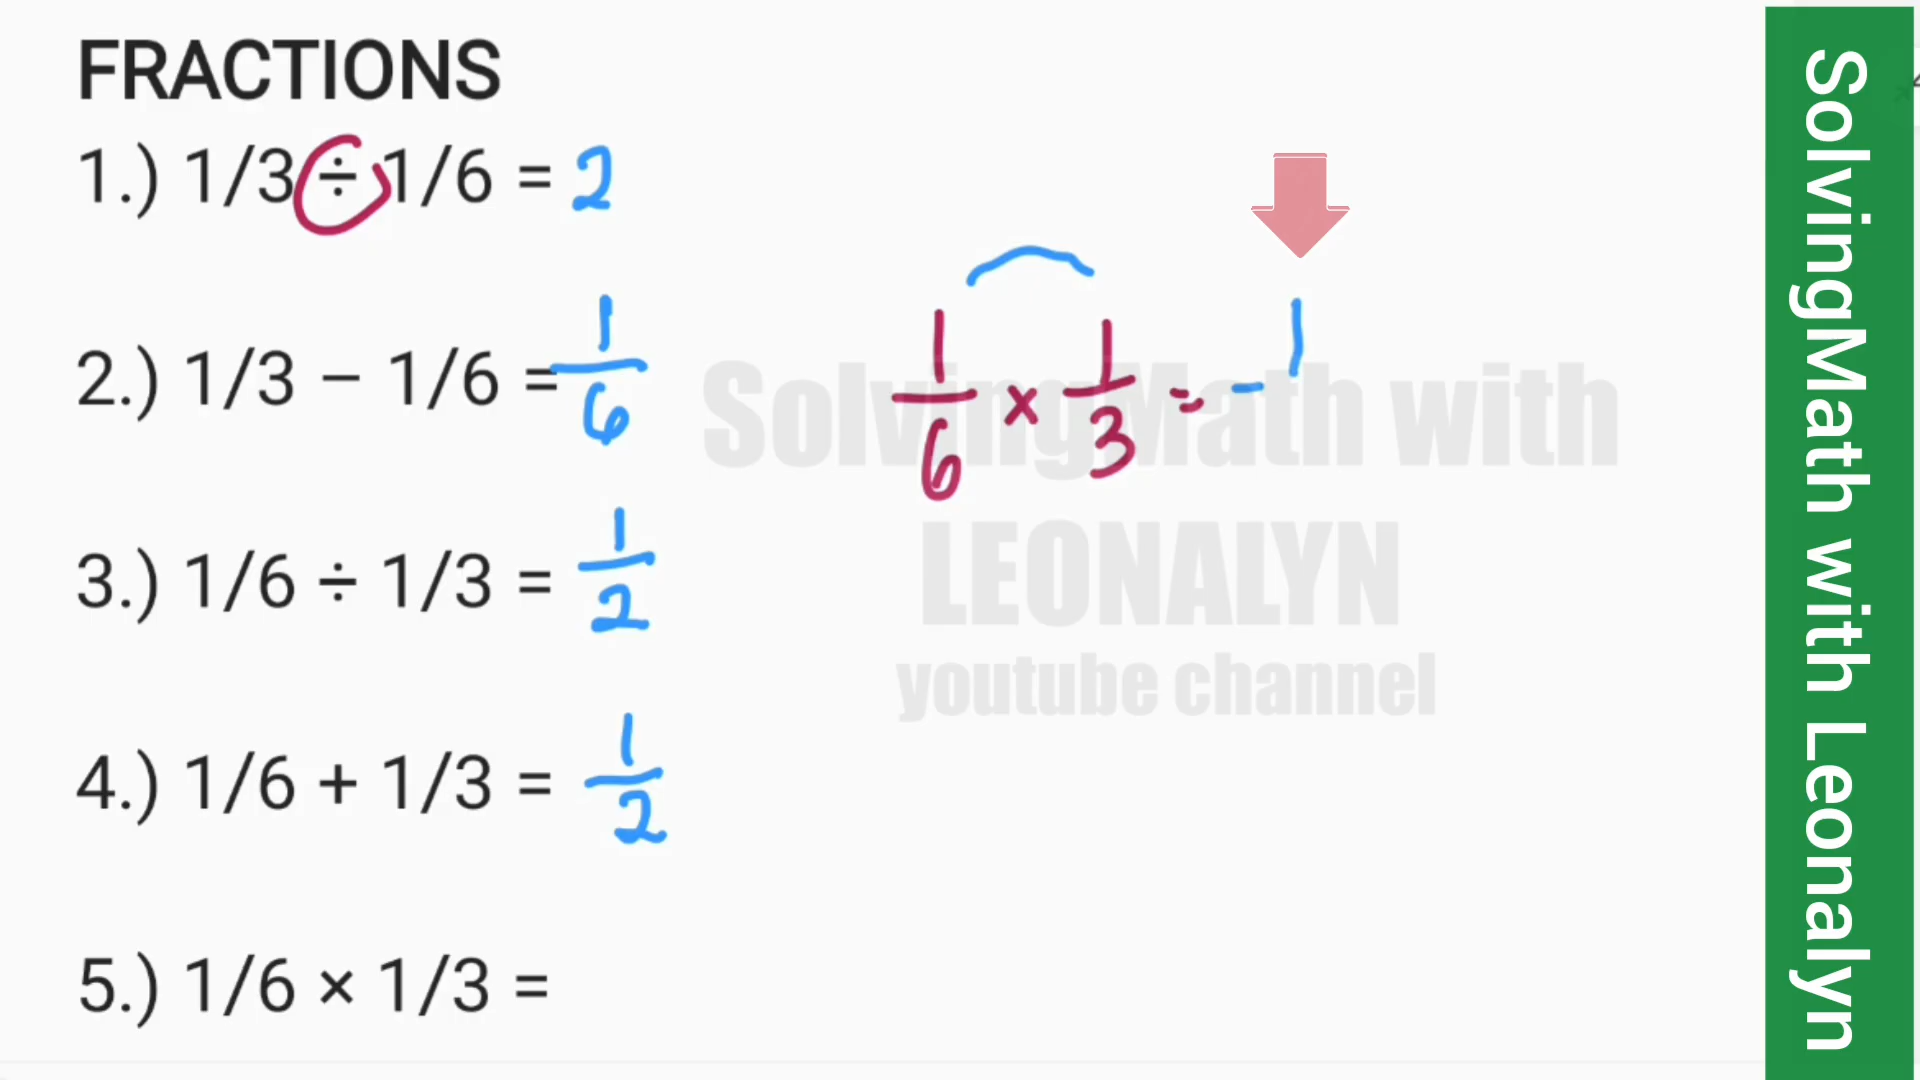 FRACTIONS
1.) 1/3 ÷ 1/6 = 2
2.) 1/3 − 1/6 = 1/6
3.) 1/6 ÷ 1/3 = 1/2
4.) 1/6 + 1/3 = 1/2
5.) 1/6 × 1/3 =
1/6 × 1/3 = - 1
SolvingMath with
LEONALYN
youtube channel
SolvingMath with Leonalyn